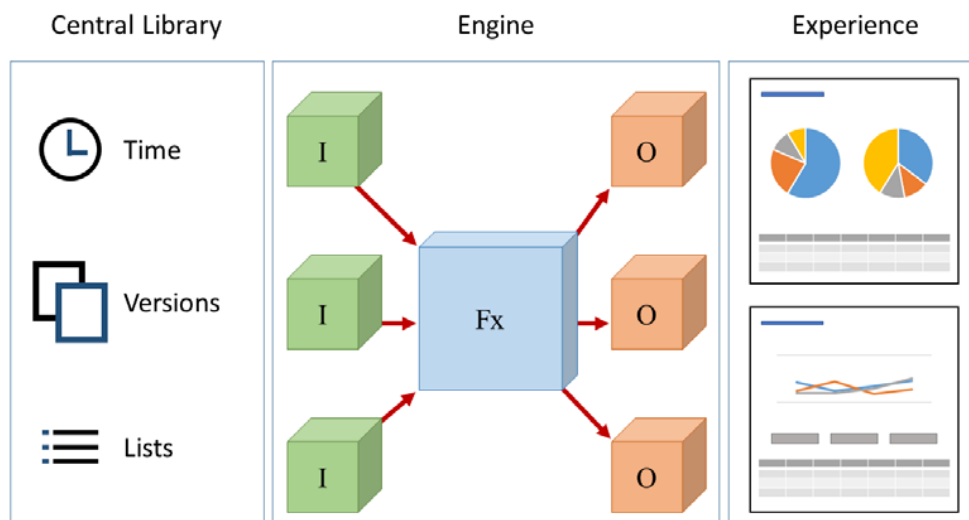 Central Library
Engine
Experience
Time
Versions
Lists
I
I
I
Fx
O
O
O